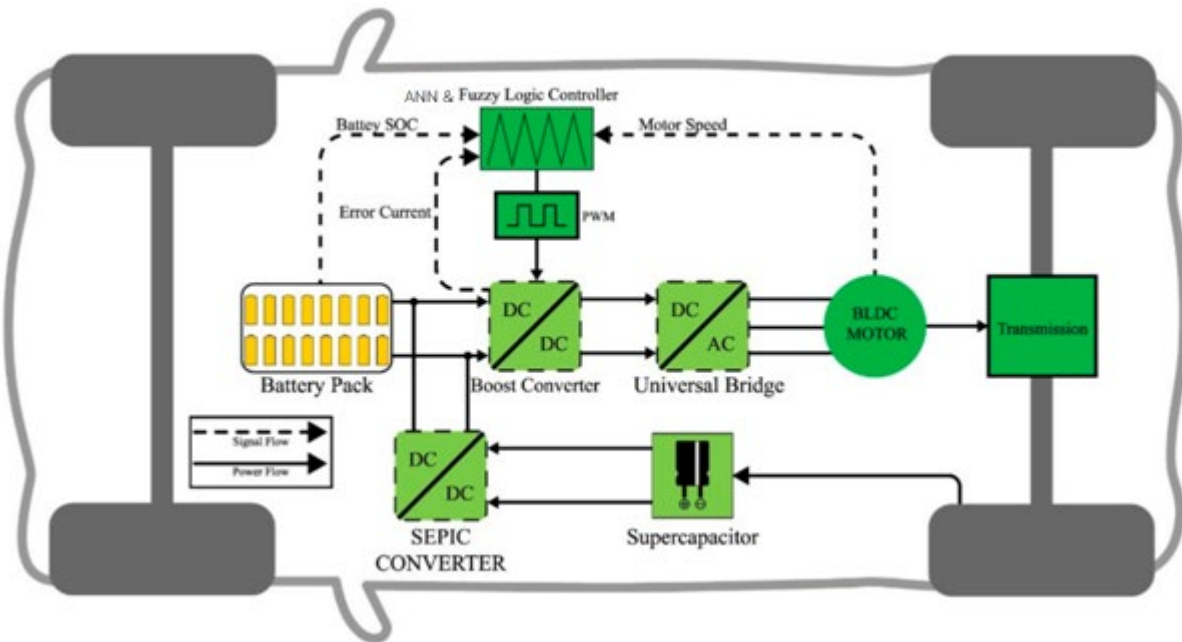 ANN & Fuzzy Logic Controller
Battey SOC
Motor Speed
Error Current
PWM
DC
DC
DC
AC
BLDC
MOTOR
Transmission
Battery Pack
Boost Converter
Universal Bridge
Signal Flow
Power Flow
DC
DC
SEPIC
CONVERTER
Supercapacitor